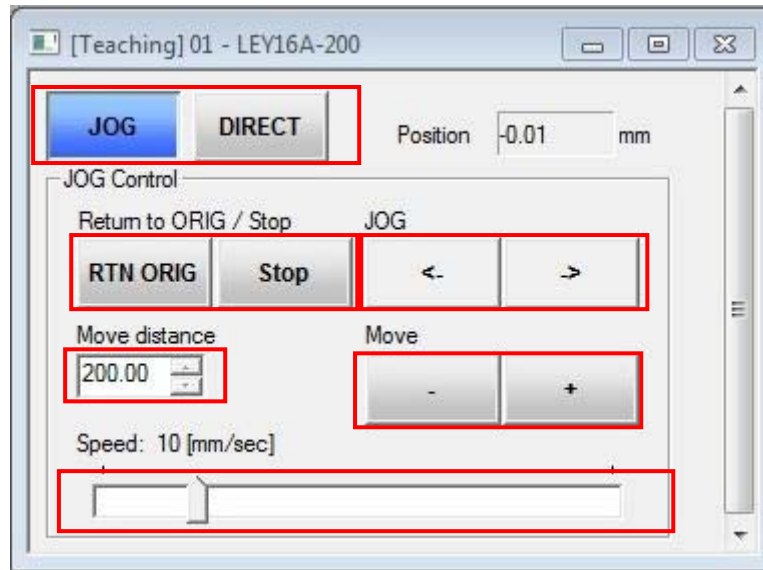 [Teaching] 01 - LEY16A-200
JOG DIRECT Position -0.01 mm
JOG Control
Return to ORIG / Stop JOG
RTN ORIG Stop <- ->
Move distance Move
200.00 - +
Speed: 10 [mm/sec]